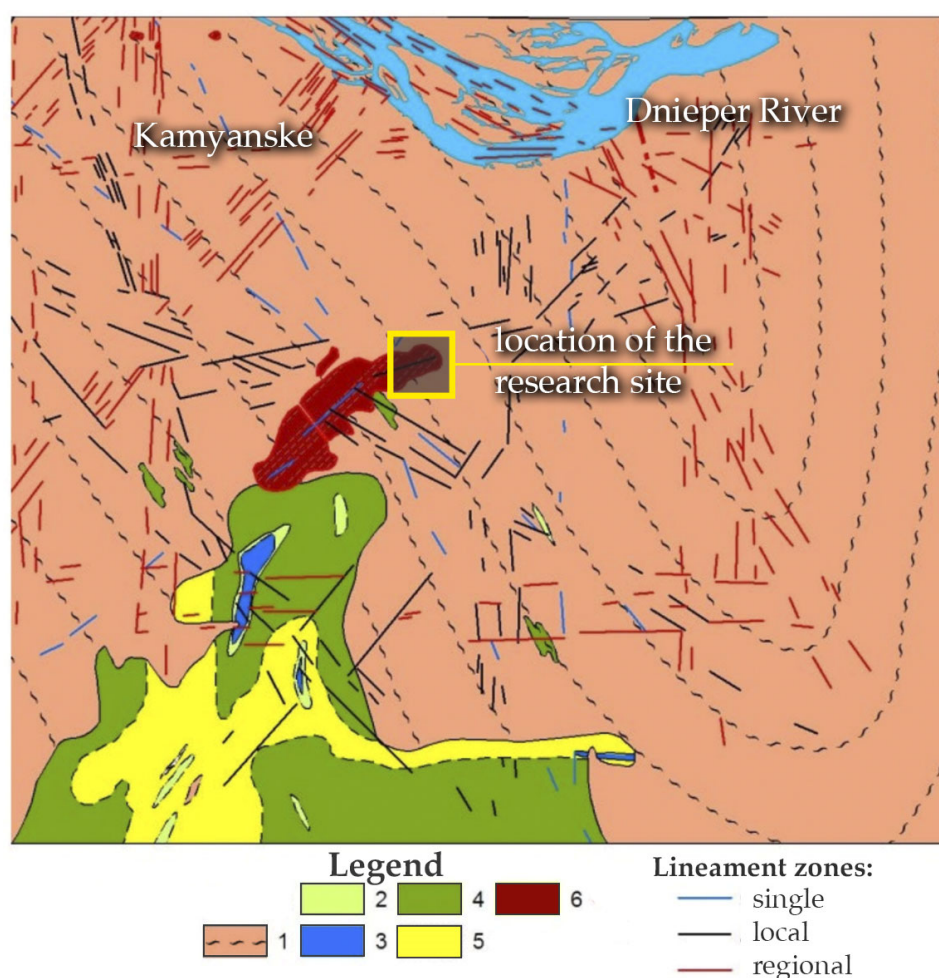 Dnieper River
Kamyanske
location of the
research site
Legend
1
2
3
4
5
6
Lineament zones:
single
local
regional